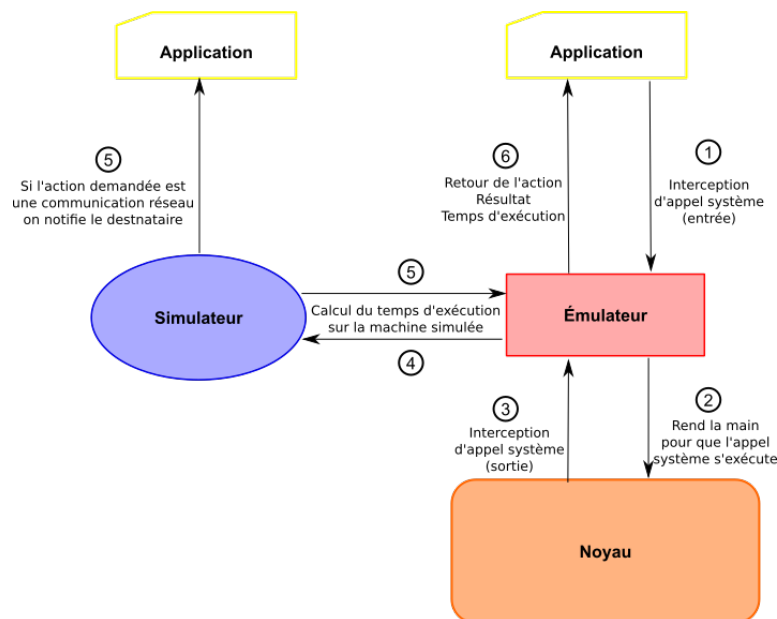 Application
Application
5
Si l'action demandée est
une communication réseau
on notifie le destnataire
6
Retour de l'action
Résultat
Temps d'exécution
1
Interception
d'appel système
(entrée)
Simulateur
5
Calcul du temps d'exécution
sur la machine simulée
4
Émulateur
3
Interception
d'appel système
(sortie)
2
Rend la main
pour que l'appel
système s'exécute
Noyau